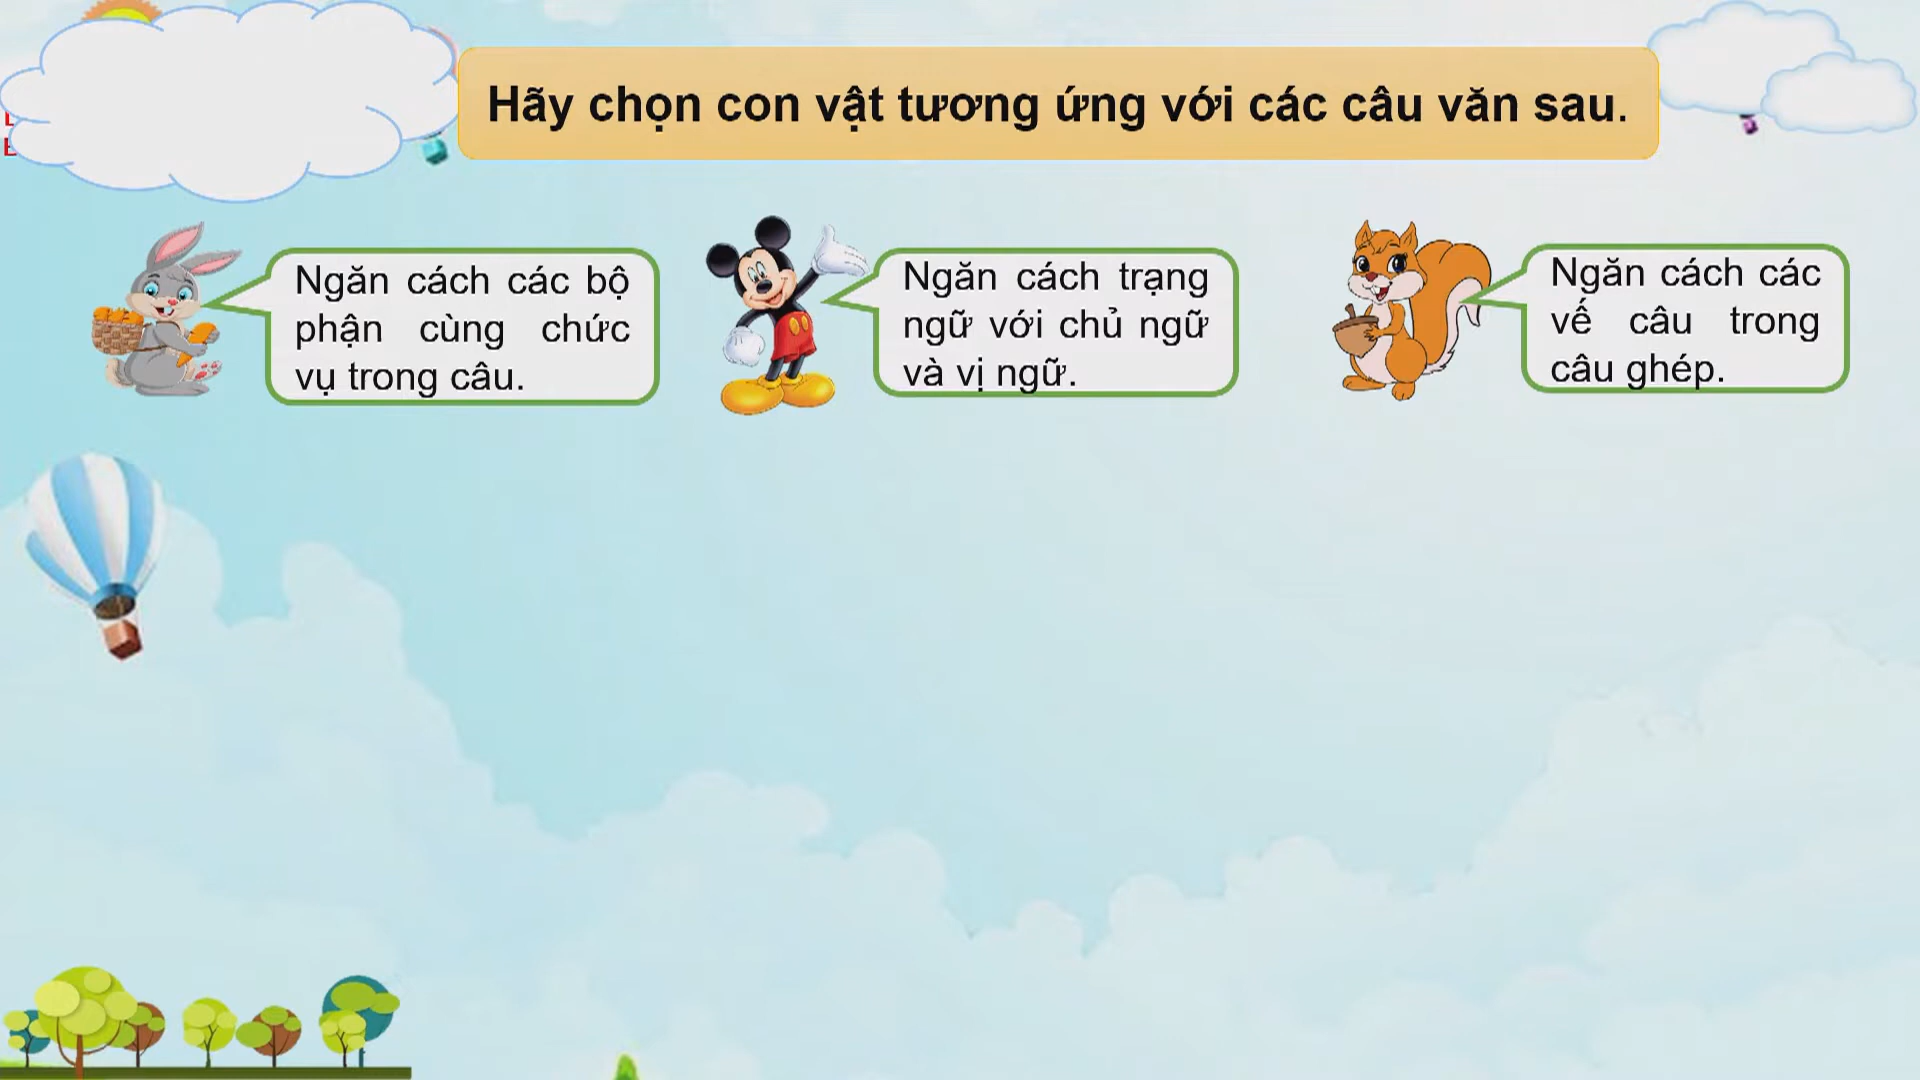 Hãy chọn con vật tương ứng với các câu văn sau.
Ngăn cách các bộ
phận cùng chức
vụ trong câu.
Ngăn cách trạng
ngữ với chủ ngữ
và vị ngữ.
Ngăn cách các
vế câu trong
câu ghép.